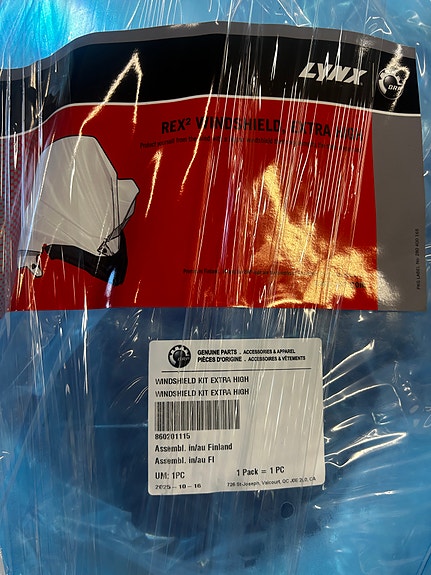 LYNX
BRP
REX² WINDSHIELD, EXTRA HIGH
GENUINE PARTS . ACCESSORIES & APPAREL
PIÈCES D'ORIGINE . ACCESSOIRES & VÊTEMENTS
WINDSHIELD KIT EXTRA HIGH
WINDSHIELD KIT EXTRA HIGH
860201115
Assembl. in/au Finland
Assembl. in/au FI
UM: 1PC 1 Pack = 1 PC
2025-10-16 726 St-Joseph, Valcourt, QC J0E 2L0, CA